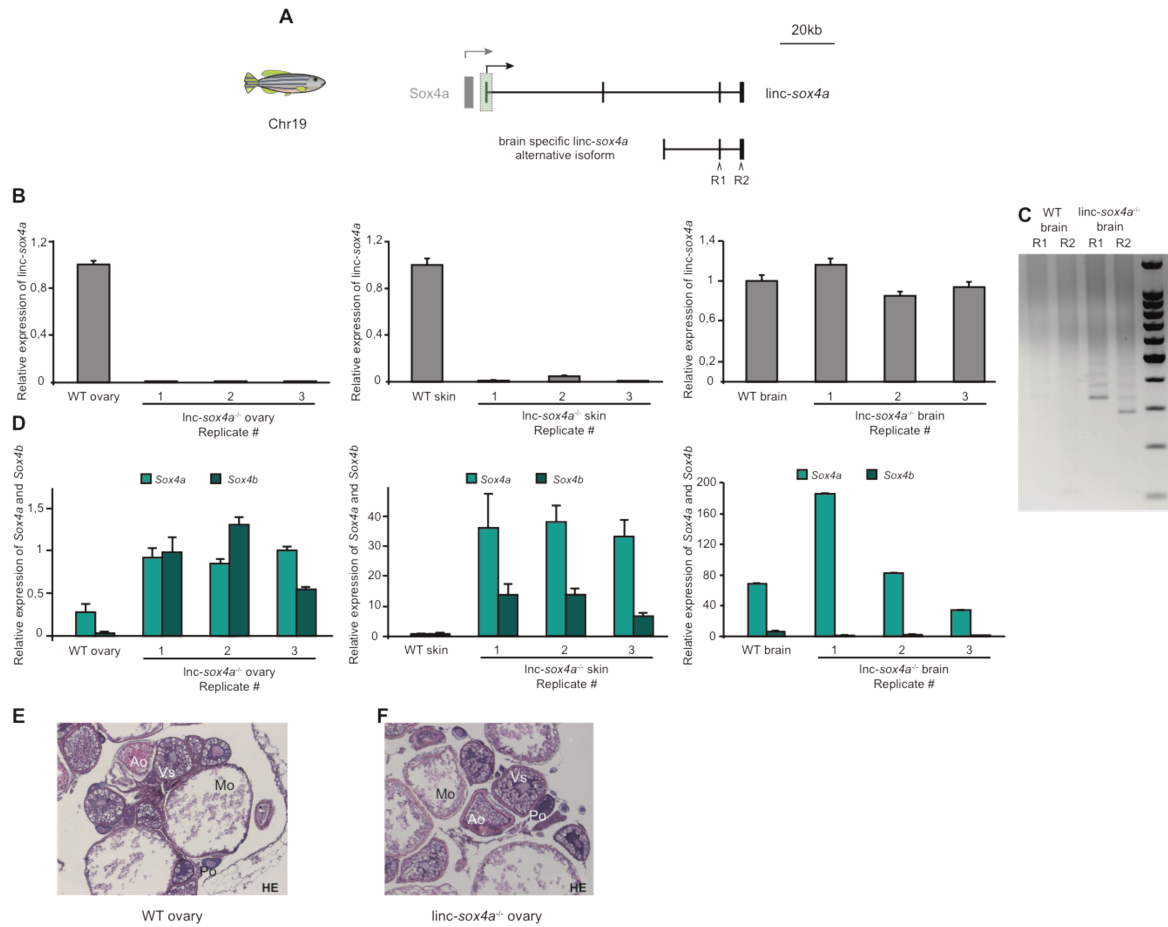 A
20kb
Sox4a
linc-sox4a
Chr19
brain specific linc-sox4a
alternative isoform
R1 R2
B
Relative expression of linc-sox4a
1,2
0,8
0,4
0
WT ovary
1 2 3
lnc-sox4a-/- ovary
Replicate #
Relative expression of linc-sox4a
1,2
0,8
0,4
0
WT skin
1 2 3
lnc-sox4a-/- skin
Replicate #
Relative expression of linc-sox4a
1,4
1
0,6
0,2
0
WT brain
1 2 3
lnc-sox4a-/- brain
Replicate #
C
WT
brain
linc-sox4a-/-
brain
R1 R2 R1 R2
D
Relative expression of Sox4a and Sox4b
Sox4a Sox4b
1,5
1
0,5
0
WT ovary
1 2 3
lnc-sox4a-/- ovary
Replicate #
Relative expression of Sox4a and Sox4b
Sox4a Sox4b
40
30
20
10
0
WT skin
1 2 3
lnc-sox4a-/- skin
Replicate #
Relative expression of Sox4a and Sox4b
Sox4a Sox4b
200
160
120
80
40
0
WT brain
1 2 3
lnc-sox4a-/- brain
Replicate #
E
Ao
Vs
Mo
Po
HE
WT ovary
F
Vs
Mo
Ao
Po
HE
linc-sox4a-/- ovary